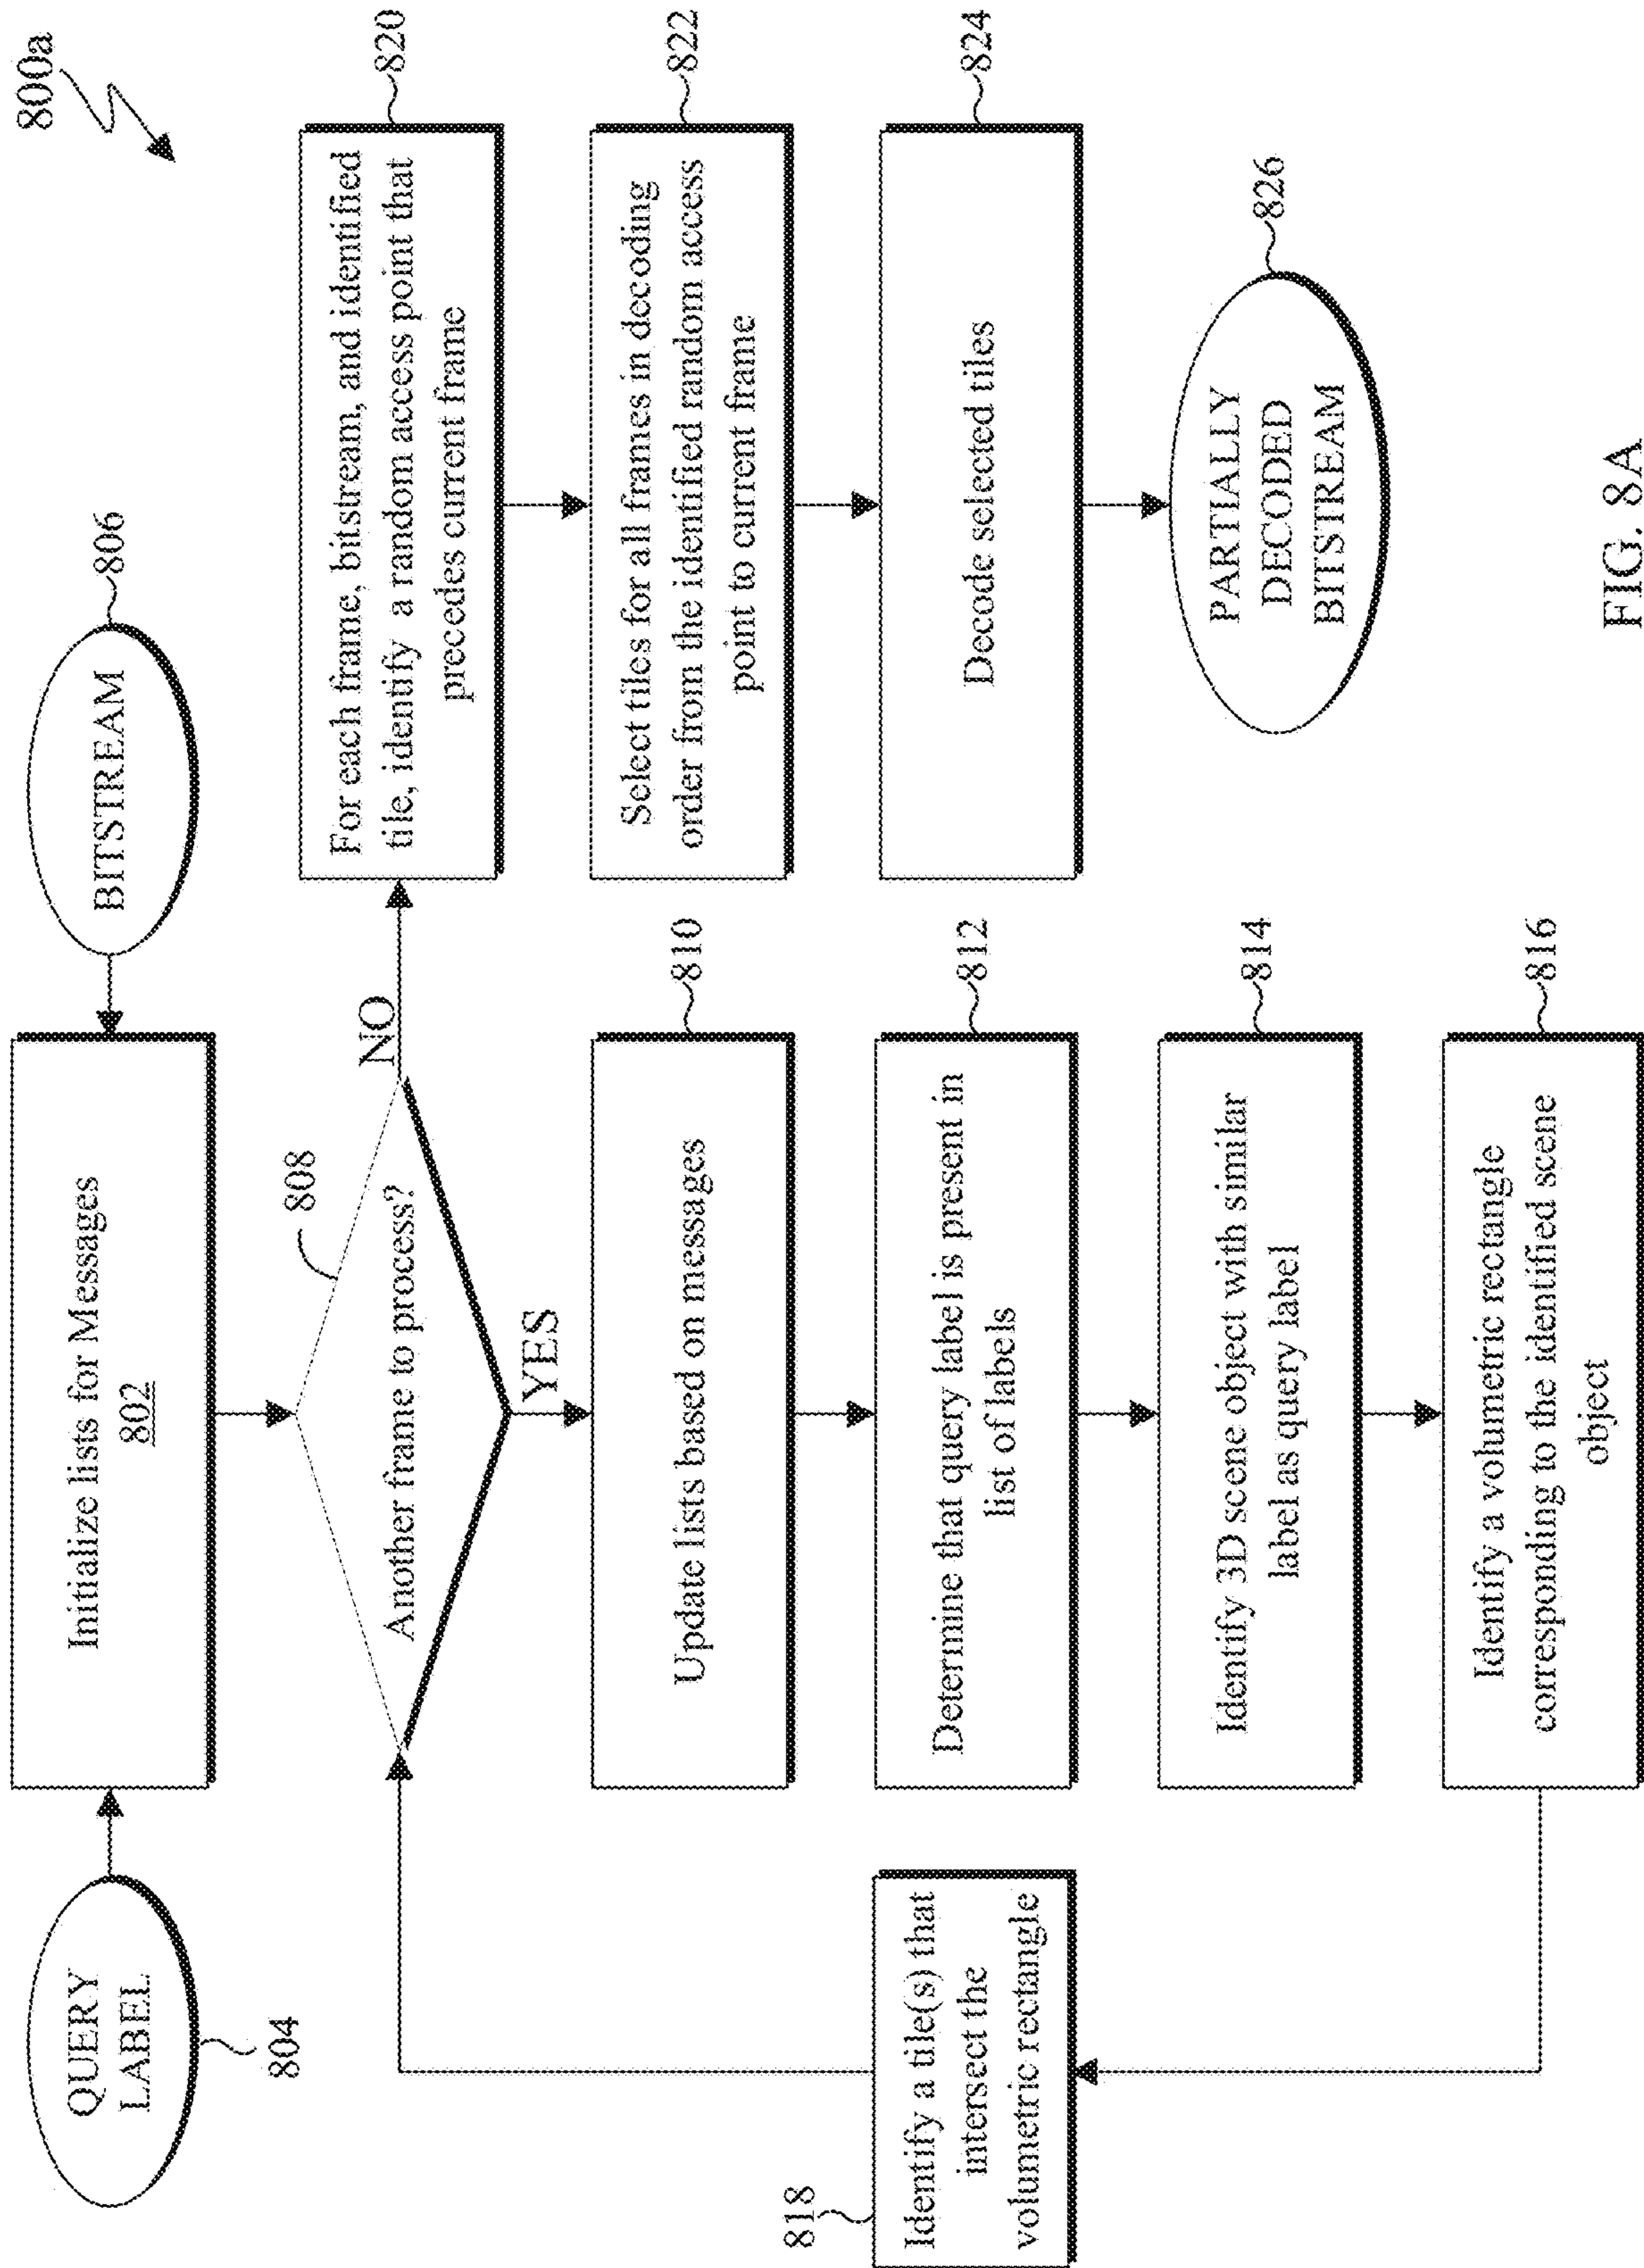 800a
QUERY
LABEL
804
Initialize lists for Messages
802
BITSTREAM
806
Another frame to process?
808
NO
YES
Update lists based on messages
810
Determine that query label is present in
list of labels
812
Identify 3D scene object with similar
label as query label
814
Identify a volumetric rectangle
corresponding to the identified scene
object
816
Identify a tile(s) that
intersect the
volumetric rectangle
818
For each frame, bitstream, and identified
tile, identify a random access point that
precedes current frame
820
Select tiles for all frames in decoding
order from the identified random access
point to current frame
822
Decode selected tiles
824
PARTIALLY
DECODED
BITSTREAM
826
FIG. 8A